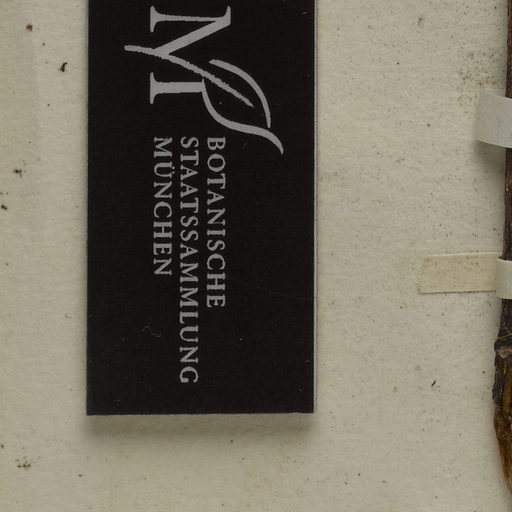 M
BOTANISCHE
STAATSSAMMLUNG
MÜNCHEN